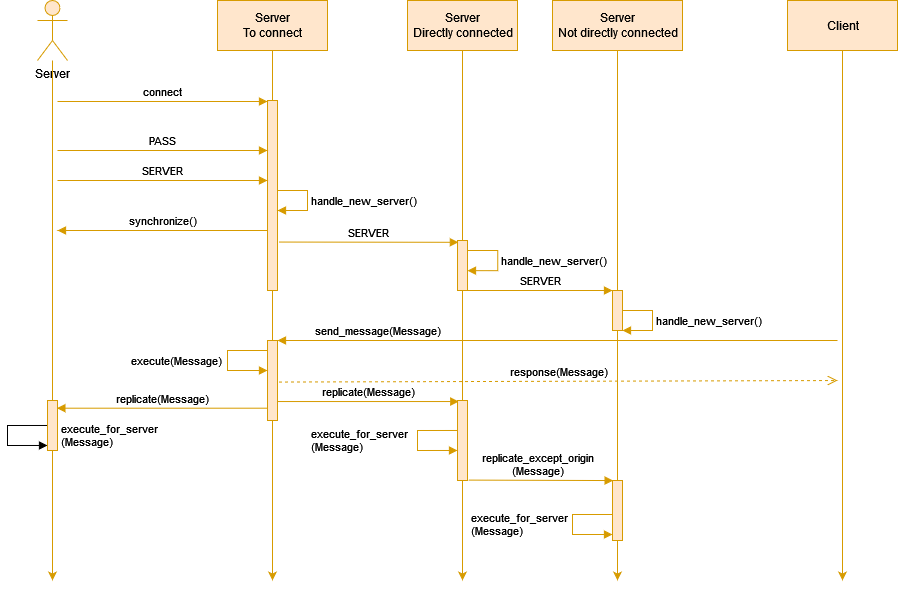 Server
To connect
Server
Directly connected
Server
Not directly connected
Client
Server
connect
PASS
SERVER
handle_new_server()
synchronize()
SERVER
handle_new_server()
SERVER
handle_new_server()
send_message(Message)
execute(Message)
response(Message)
replicate(Message)
replicate(Message)
execute_for_server
(Message)
execute_for_server
(Message)
replicate_except_origin
(Message)
execute_for_server
(Message)